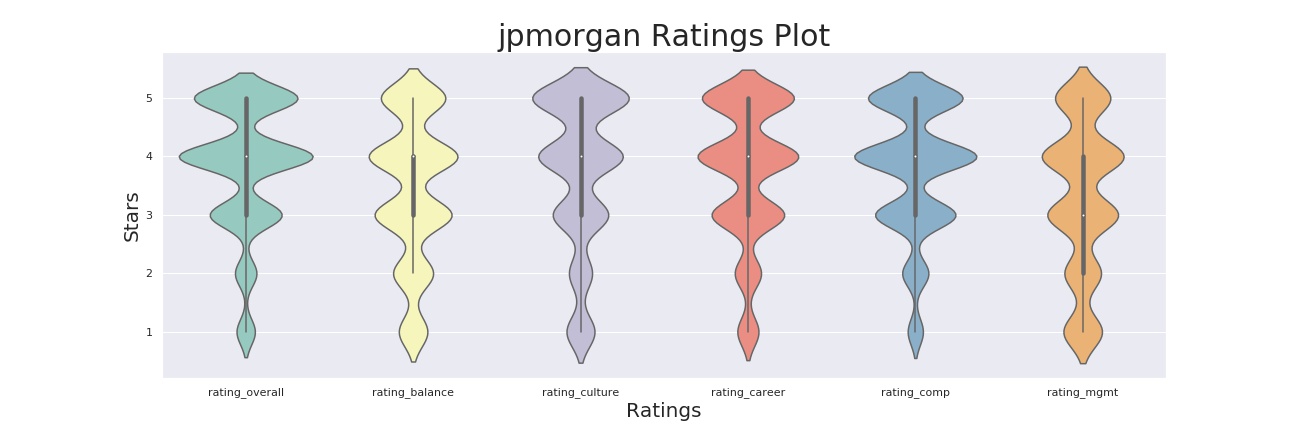 jpmorgan Ratings Plot
Stars
5
4
3
2
1
rating_overall rating_balance rating_culture rating_career rating_comp rating_mgmt
Ratings